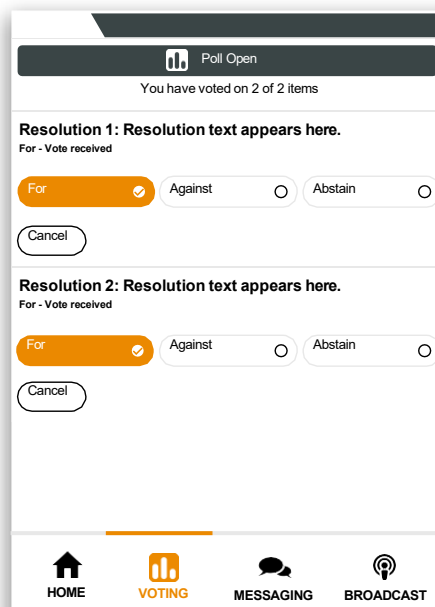 Poll Open
You have voted on 2 of 2 items
Resolution 1: Resolution text appears here.
For - Vote received
For Against Abstain
Cancel
Resolution 2: Resolution text appears here.
For - Vote received
For Against Abstain
Cancel
HOME VOTING MESSAGING BROADCAST